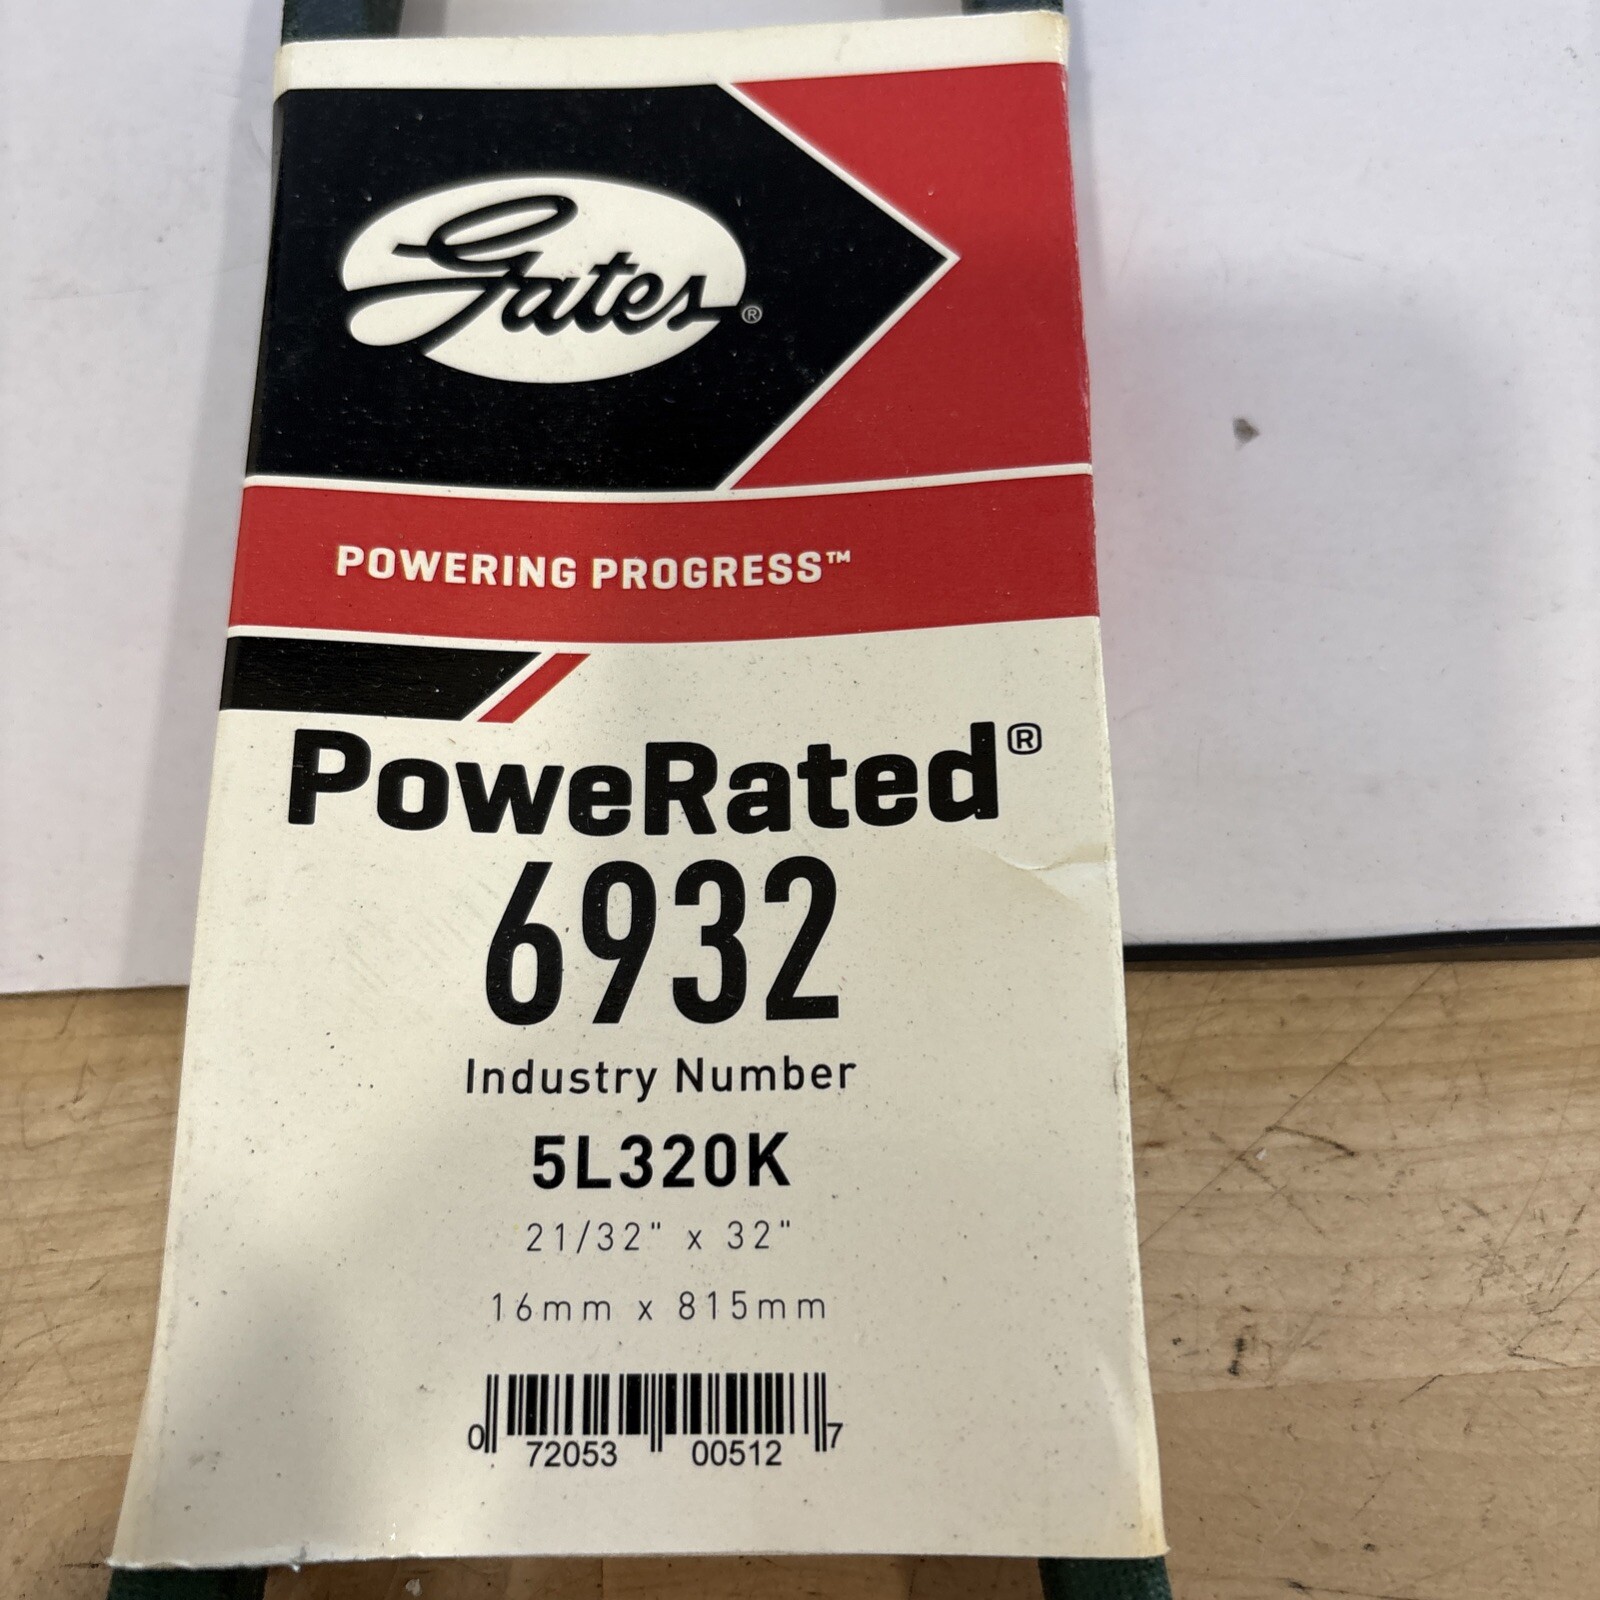 Gates®
POWERING PROGRESS™
PoweRated®
6932
Industry Number
5L320K
21/32" x 32"
16mm x 815mm
0 72053 00512 7